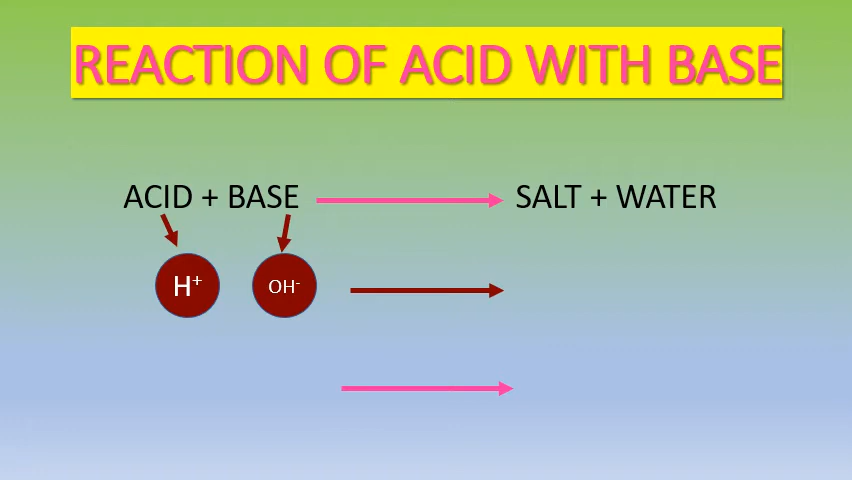 REACTION OF ACID WITH BASE
ACID + BASE SALT + WATER
H⁺ OH⁻